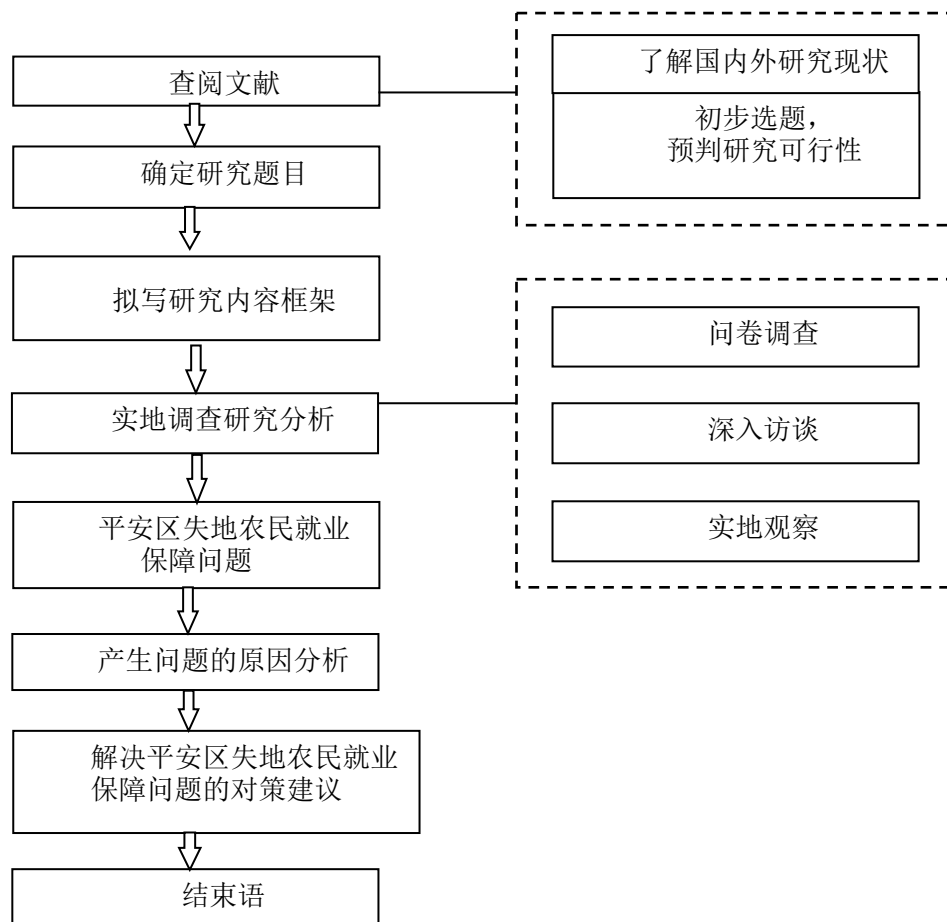 查阅文献
确定研究题目
拟写研究内容框架
实地调查研究分析
平安区失地农民就业
保障问题
产生问题的原因分析
解决平安区失地农民就业
保障问题的对策建议
结束语
了解国内外研究现状
初步选题，
预判研究可行性
问卷调查
深入访谈
实地观察